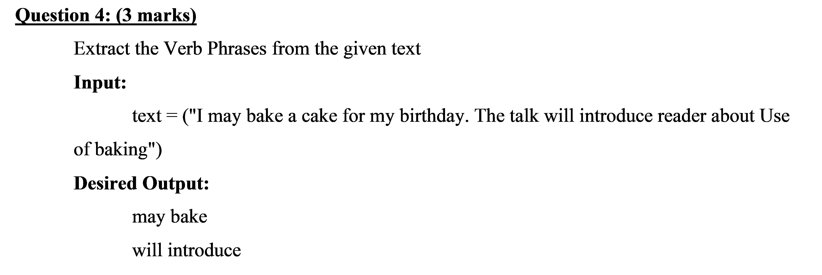 Question 4: (3 marks)
Extract the Verb Phrases from the given text
Input:
text = ("I may bake a cake for my birthday. The talk will introduce reader about Use
of baking")
Desired Output:
may bake
will introduce